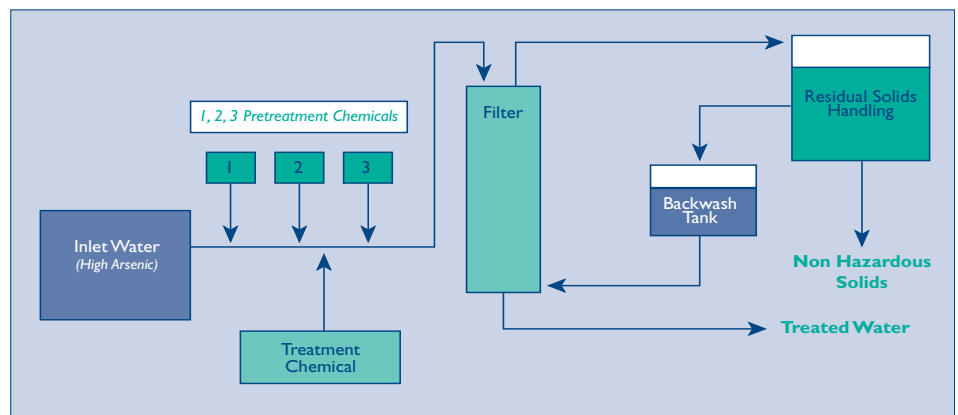 1, 2, 3 Pretreatment Chemicals
1
2
3
Inlet Water
(High Arsenic)
Treatment
Chemical
Filter
Backwash
Tank
Residual Solids
Handling
Non Hazardous
Solids
Treated Water